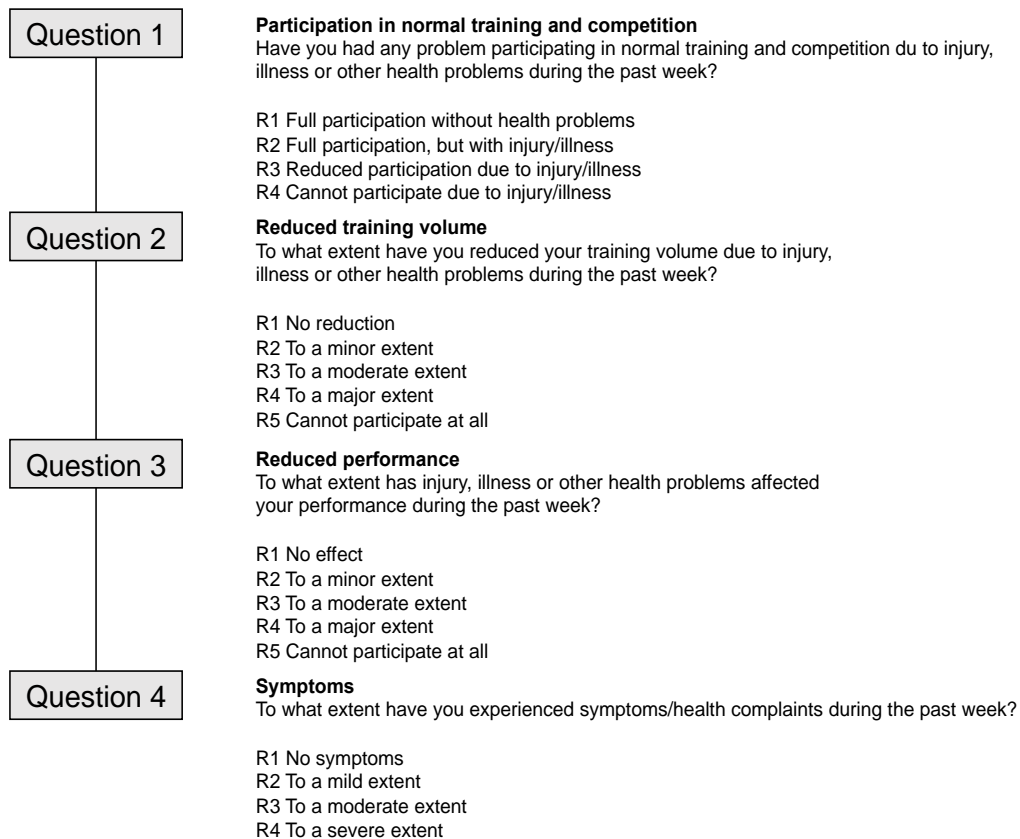 Question 1
Participation in normal training and competition
Have you had any problem participating in normal training and competition du to injury,
illness or other health problems during the past week?
R1 Full participation without health problems
R2 Full participation, but with injury/illness
R3 Reduced participation due to injury/illness
R4 Cannot participate due to injury/illness
Question 2
Reduced training volume
To what extent have you reduced your training volume due to injury,
illness or other health problems during the past week?
R1 No reduction
R2 To a minor extent
R3 To a moderate extent
R4 To a major extent
R5 Cannot participate at all
Question 3
Reduced performance
To what extent has injury, illness or other health problems affected
your performance during the past week?
R1 No effect
R2 To a minor extent
R3 To a moderate extent
R4 To a major extent
R5 Cannot participate at all
Question 4
Symptoms
To what extent have you experienced symptoms/health complaints during the past week?
R1 No symptoms
R2 To a mild extent
R3 To a moderate extent
R4 To a severe extent